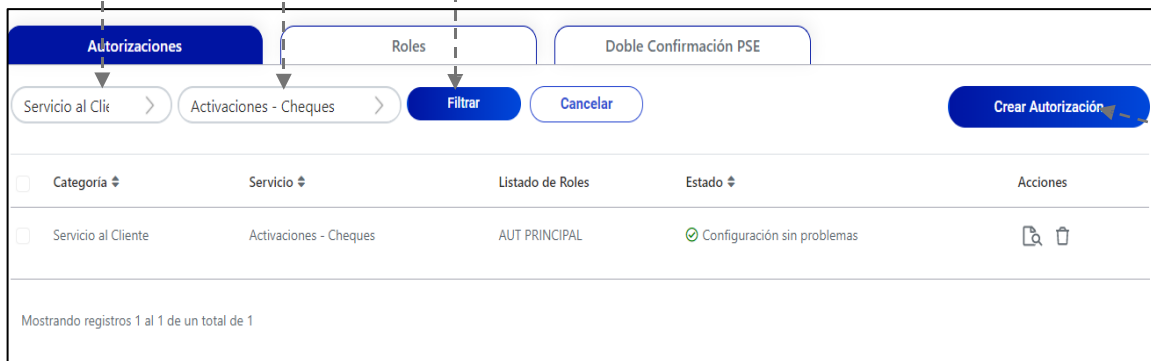 Autorizaciones Roles Doble Confirmación PSE
Servicio al Clie Activaciones - Cheques Filtrar Cancelar Crear Autorización
Categoría Servicio Listado de Roles Estado Acciones
Servicio al Cliente Activaciones - Cheques AUT PRINCIPAL Configuración sin problemas
Mostrando registros 1 al 1 de un total de 1